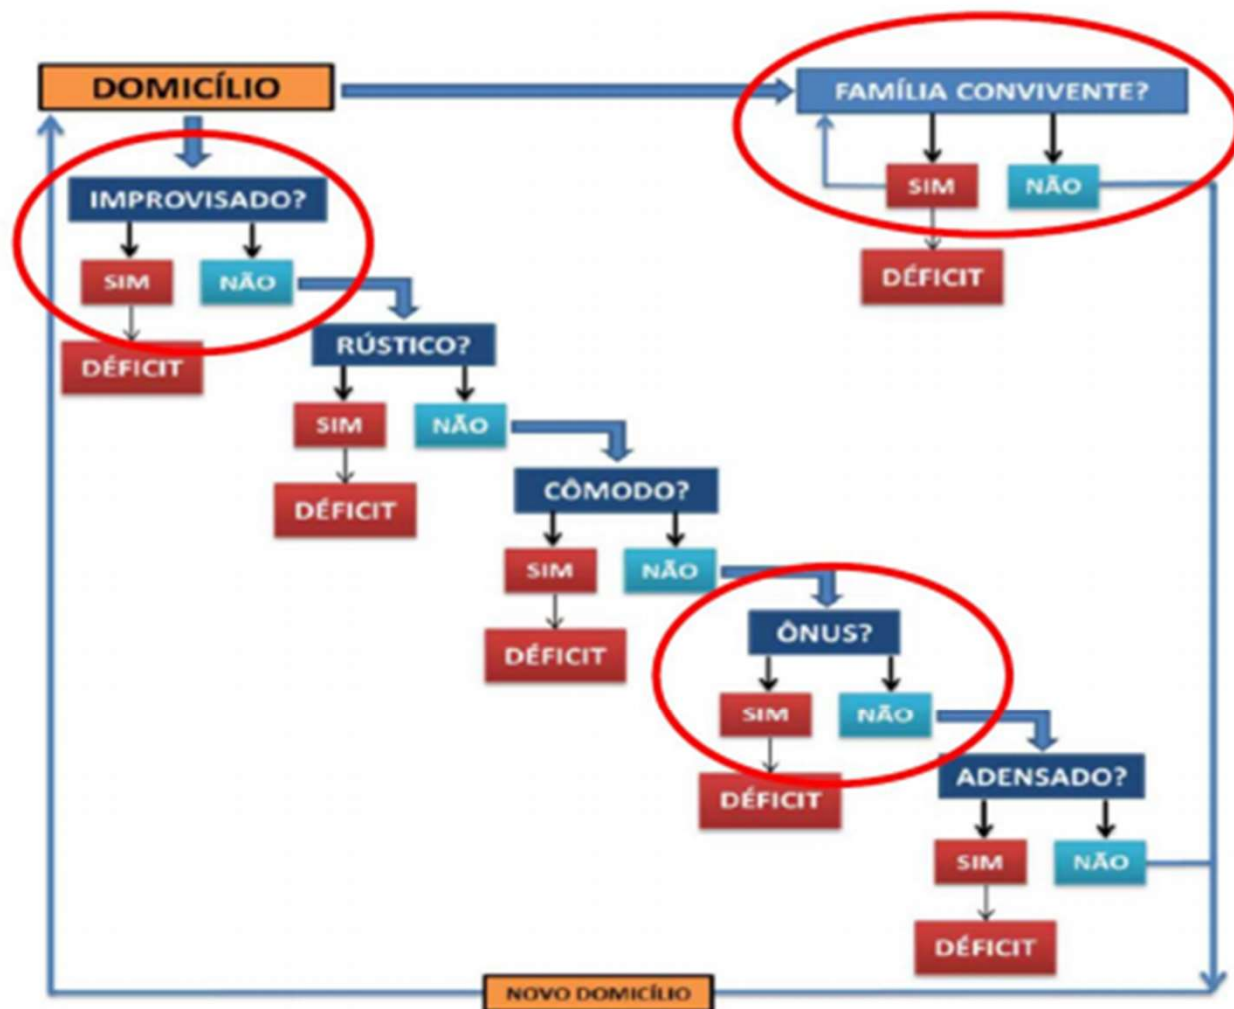 DOMICÍLIO
FAMÍLIA CONVIVENTE?
SIM
NÃO
DÉFICIT
IMPROVISADO?
SIM
NÃO
DÉFICIT
RÚSTICO?
SIM
NÃO
DÉFICIT
CÔMODO?
SIM
NÃO
DÉFICIT
ÔNUS?
SIM
NÃO
DÉFICIT
ADENSADO?
SIM
NÃO
DÉFICIT
NOVO DOMICÍLIO